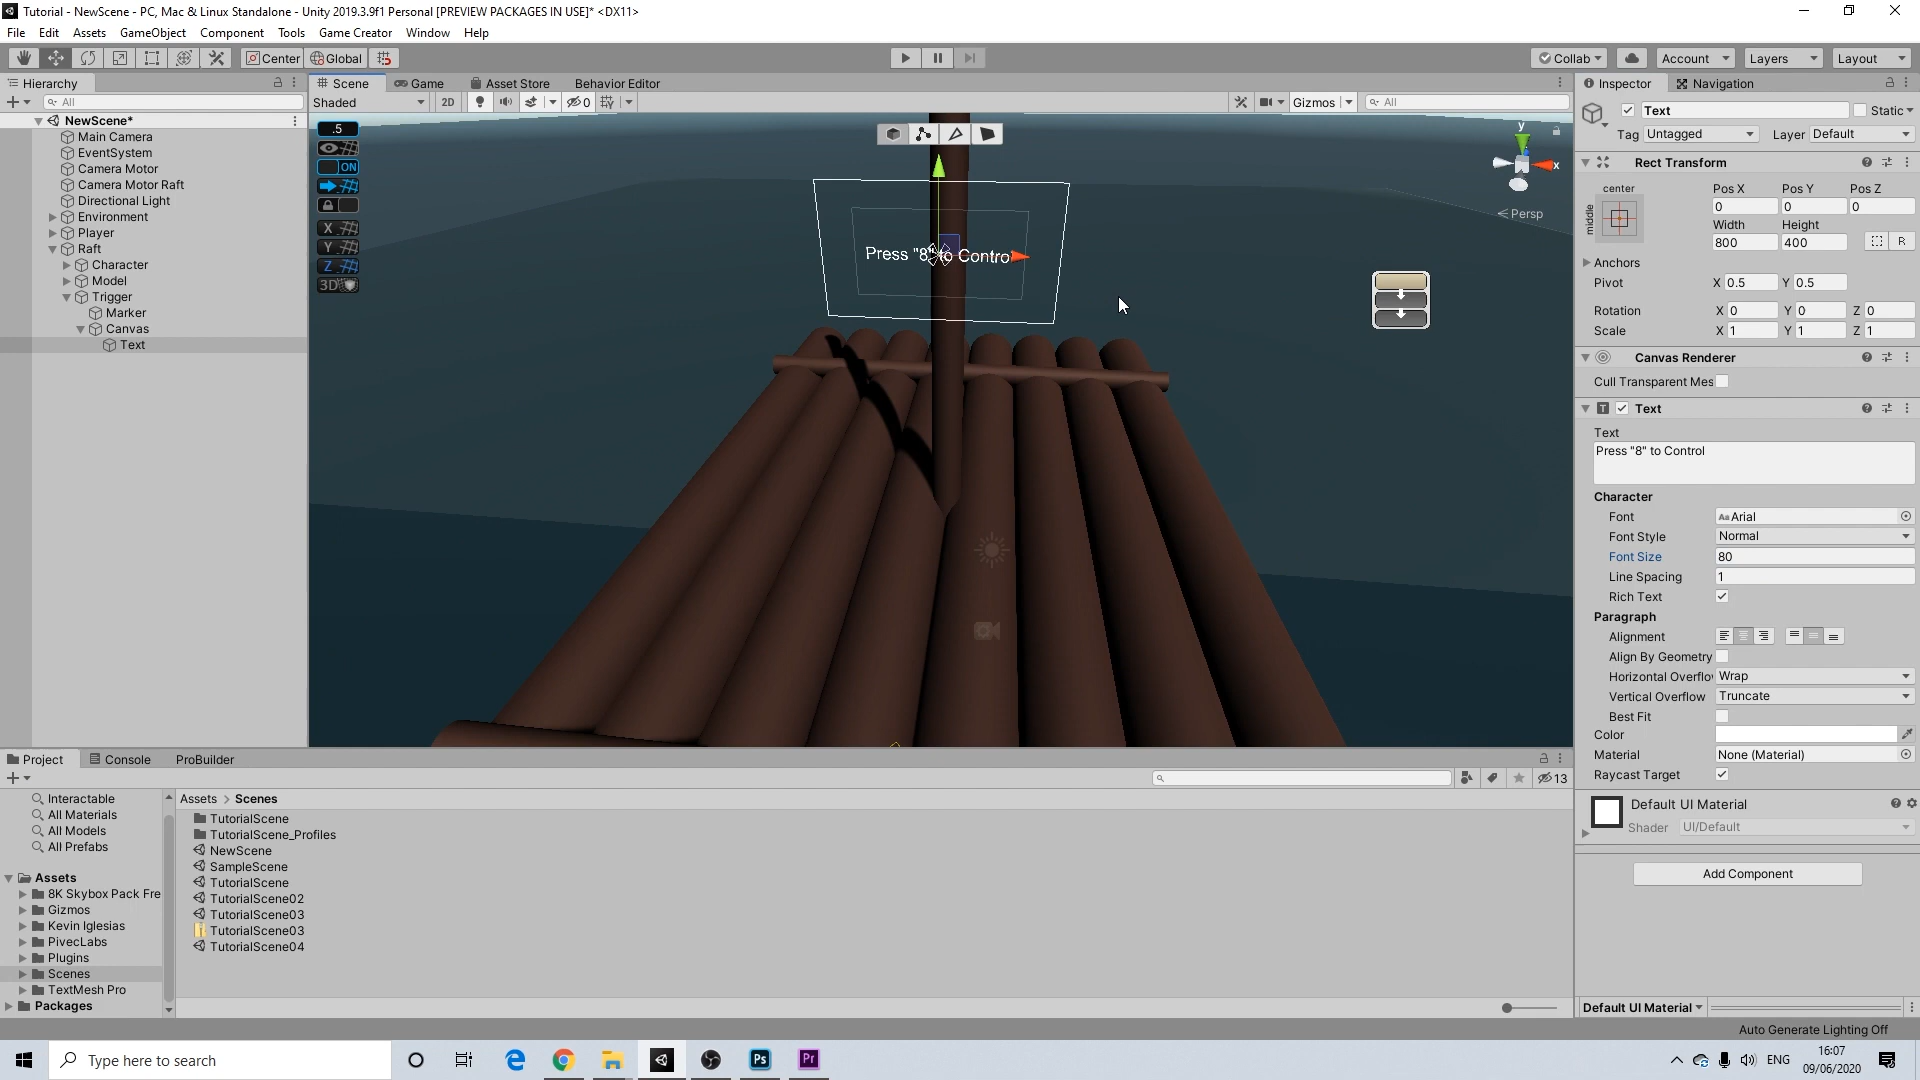 Tutorial - NewScene - PC, Mac & Linux Standalone - Unity 2019.3.9f1 Personal [PREVIEW PACKAGES IN USE]* <DX11>
File Edit Assets GameObject Component Tools Game Creator Window Help
Center Global Collab Account Layers Layout
Hierarchy
All
NewScene*
Main Camera
EventSystem
Camera Motor
Camera Motor Raft
Directional Light
Environment
Player
Raft
Character
Model
Trigger
Marker
Canvas
Text
Scene Game Asset Store Behavior Editor
Shaded 2D 0 Gizmos All
.5
ON
X
Y
Z
3D
y
x
Persp
Press "8" to Control
Inspector Navigation
Text Static
Tag Untagged Layer Default
Rect Transform
center
middle
Pos X Pos Y Pos Z
0 0 0
Width Height
800 400 R
Anchors
Pivot X 0.5 Y 0.5
Rotation X 0 Y 0 Z 0
Scale X 1 Y 1 Z 1
Canvas Renderer
Cull Transparent Mes
Text
Text
Press "8" to Control
Character
Font Arial
Font Style Normal
Font Size 80
Line Spacing 1
Rich Text
Paragraph
Alignment
Align By Geometry
Horizontal Overflo Wrap
Vertical Overflow Truncate
Best Fit
Color
Material None (Material)
Raycast Target
Default UI Material
Shader UI/Default
Add Component
Default UI Material
Auto Generate Lighting Off
Project Console ProBuilder
13
Interactable
All Materials
All Models
All Prefabs
Assets
8K Skybox Pack Fre
Gizmos
Kevin Iglesias
PivecLabs
Plugins
Scenes
TextMesh Pro
Packages
Assets > Scenes
TutorialScene
TutorialScene_Profiles
NewScene
SampleScene
TutorialScene
TutorialScene02
TutorialScene03
TutorialScene03
TutorialScene04
Type here to search
Ps
Pr
ENG
16:07
09/06/2020